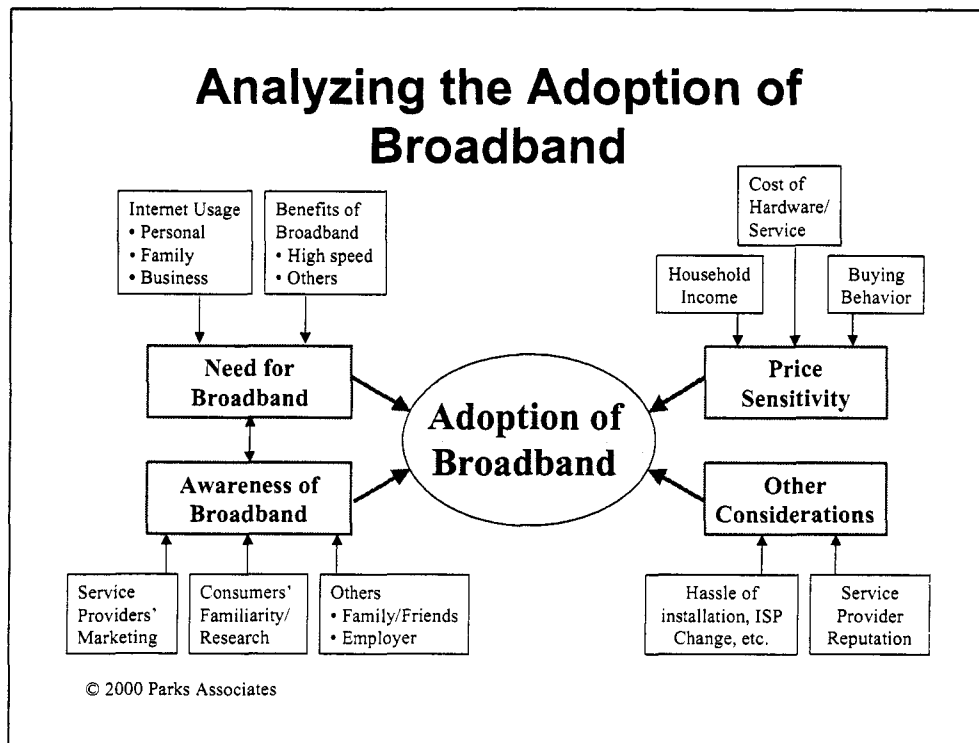 Analyzing the Adoption of
Broadband
Internet Usage
• Personal
• Family
• Business
Benefits of
Broadband
• High speed
• Others
Cost of
Hardware/
Service
Household
Income
Buying
Behavior
Need for
Broadband
Price
Sensitivity
Adoption of
Broadband
Awareness of
Broadband
Other
Considerations
Service
Providers’
Marketing
Consumers’
Familiarity/
Research
Others
• Family/Friends
• Employer
Hassle of
installation, ISP
Change, etc.
Service
Provider
Reputation
© 2000 Parks Associates